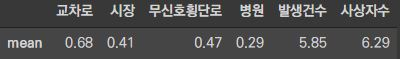 교차로 시장 무신호횡단로 병원 발생건수 사상자수
mean 0.68 0.41 0.47 0.29 5.85 6.29